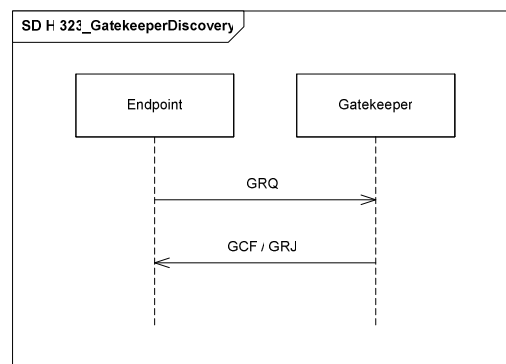 SD H 323_GatekeeperDiscovery
Endpoint
Gatekeeper
GRQ
GCF / GRJ